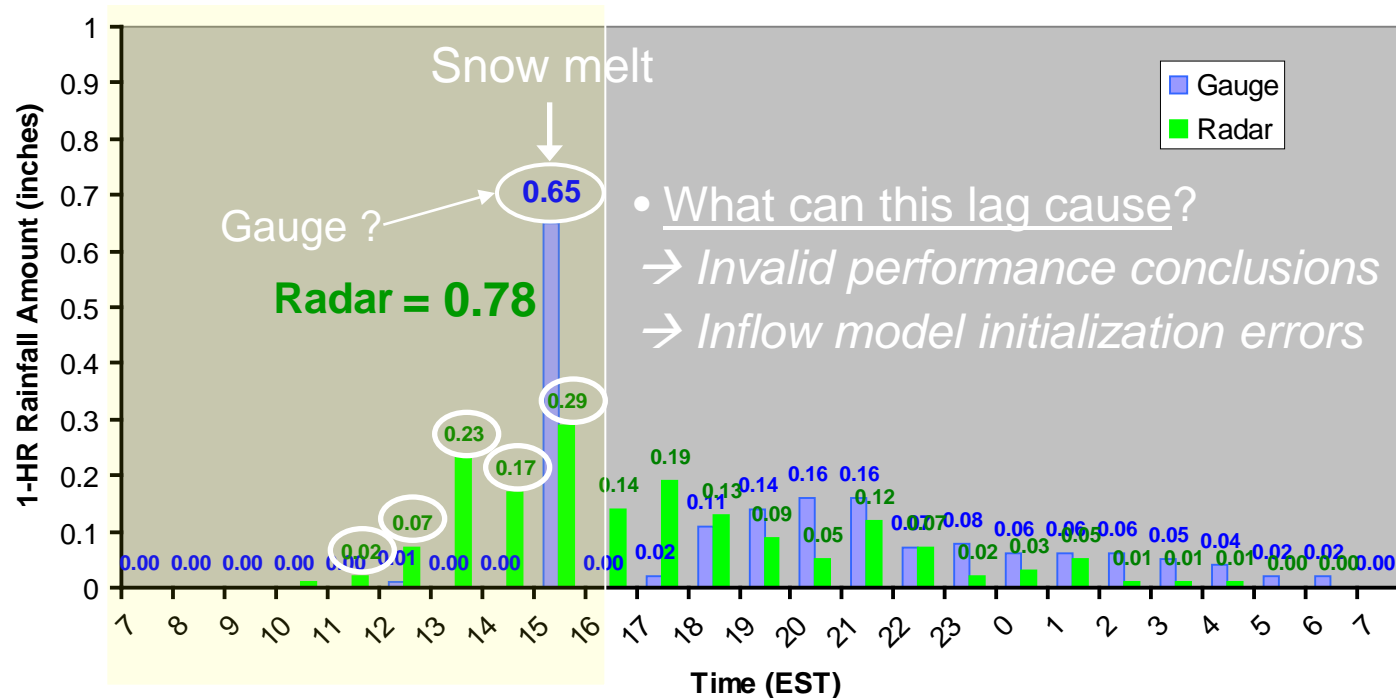 1
0.9
0.8
0.7
0.6
0.5
0.4
0.3
0.2
0.1
0
1-HR Rainfall Amount (inches)
Snow melt
Gauge
Radar
0.65
Gauge ?
Radar = 0.78
• What can this lag cause?
→ Invalid performance conclusions
→ Inflow model initialization errors
0.00 0.00 0.00 0.00 0.00 0.01 0.00 0.00 0.00 0.02 0.11 0.14 0.16 0.16 0.07 0.08 0.06 0.06 0.06 0.05 0.04 0.02 0.02 0.00
0.02 0.07 0.23 0.17 0.29 0.14 0.19 0.13 0.09 0.05 0.12 0.07 0.02 0.03 0.05 0.01 0.01 0.01 0.00 0.00
7 8 9 10 11 12 13 14 15 16 17 18 19 20 21 22 23 0 1 2 3 4 5 6 7
Time (EST)